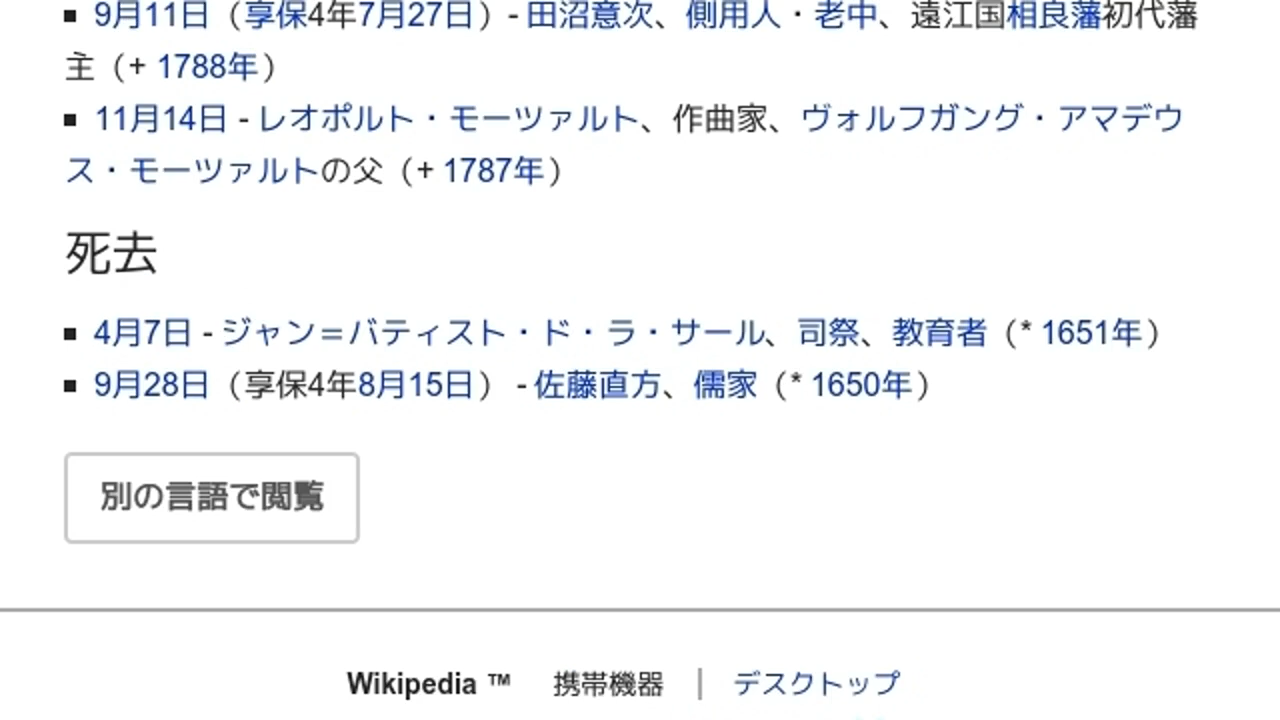 ▪ 9月11日（享保4年7月27日）- 田沼意次、側用人・老中、遠江国相良藩初代藩
主（+ 1788年）
▪ 11月14日 - レオポルト・モーツァルト、作曲家、ヴォルフガング・アマデウ
ス・モーツァルトの父（+ 1787年）
死去
▪ 4月7日 - ジャン＝バティスト・ド・ラ・サール、司祭、教育者（* 1651年）
▪ 9月28日（享保4年8月15日） - 佐藤直方、儒家（* 1650年）
別の言語で閲覧
Wikipedia ™ 携帯機器 | デスクトップ